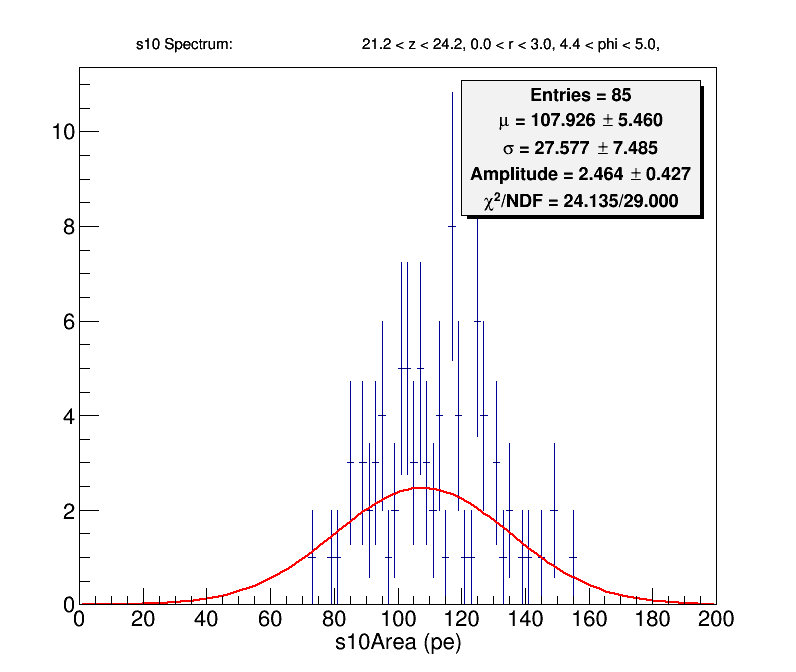 s10 Spectrum: 21.2 < z < 24.2, 0.0 < r < 3.0, 4.4 < phi < 5.0,
Entries = 85
μ = 107.926 ± 5.460
σ = 27.577 ± 7.485
Amplitude = 2.464 ± 0.427
χ²/NDF = 24.135/29.000
10
8
6
4
2
0
0 20 40 60 80 100 120 140 160 180 200
s10Area (pe)